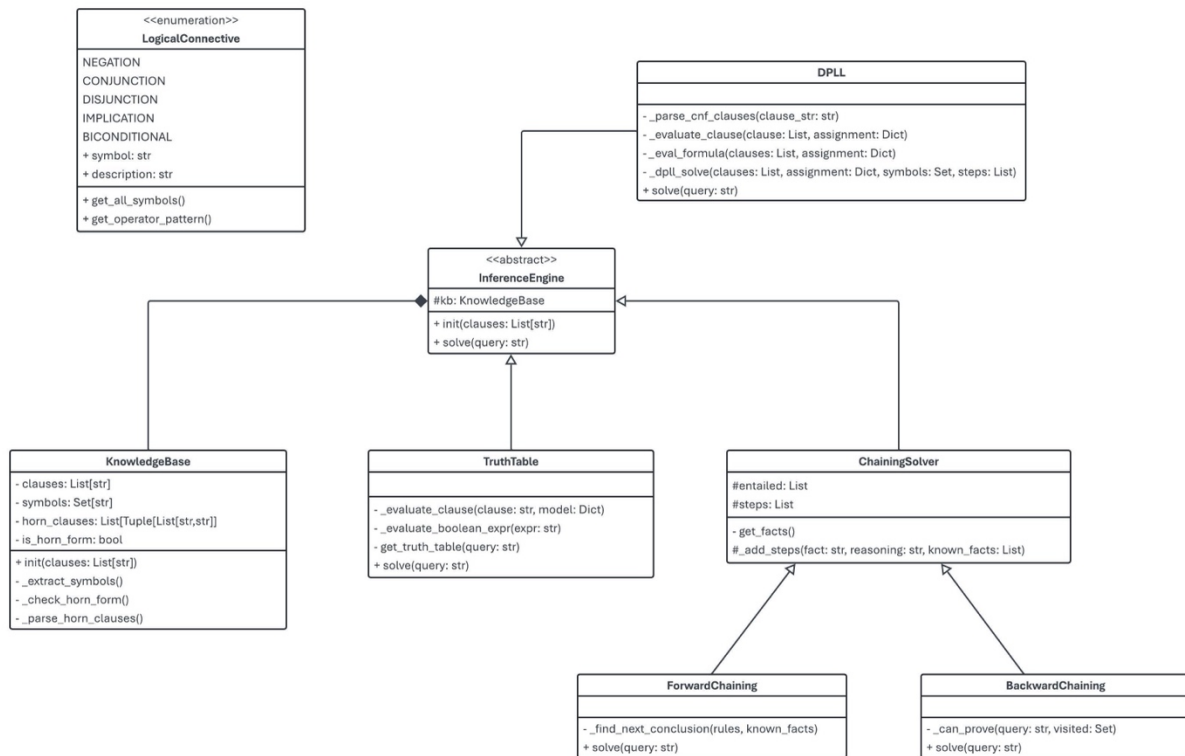 <<enumeration>>
LogicalConnective
NEGATION
CONJUNCTION
DISJUNCTION
IMPLICATION
BICONDITIONAL
+ symbol: str
+ description: str
+ get_all_symbols()
+ get_operator_pattern()
DPLL
- _parse_cnf_clauses(clause_str: str)
- _evaluate_clause(clause: List, assignment: Dict)
- _eval_formula(clauses: List, assignment: Dict)
- _dpll_solve(clauses: List, assignment: Dict, symbols: Set, steps: List)
+ solve(query: str)
<<abstract>>
InferenceEngine
#kb: KnowledgeBase
+ init(clauses: List[str])
+ solve(query: str)
KnowledgeBase
- clauses: List[str]
- symbols: Set[str]
- horn_clauses: List[Tuple[List[str,str]]
- is_horn_form: bool
+ init(clauses: List[str])
- _extract_symbols()
- _check_horn_form()
- _parse_horn_clauses()
TruthTable
- _evaluate_clause(clause: str, model: Dict)
- _evaluate_boolean_expr(expr: str)
- get_truth_table(query: str)
+ solve(query: str)
ChainingSolver
#entailed: List
#steps: List
- get_facts()
#_add_steps(fact: str, reasoning: str, known_facts: List)
ForwardChaining
- _find_next_conclusion(rules, known_facts)
+ solve(query: str)
BackwardChaining
- _can_prove(query: str, visited: Set)
+ solve(query: str)